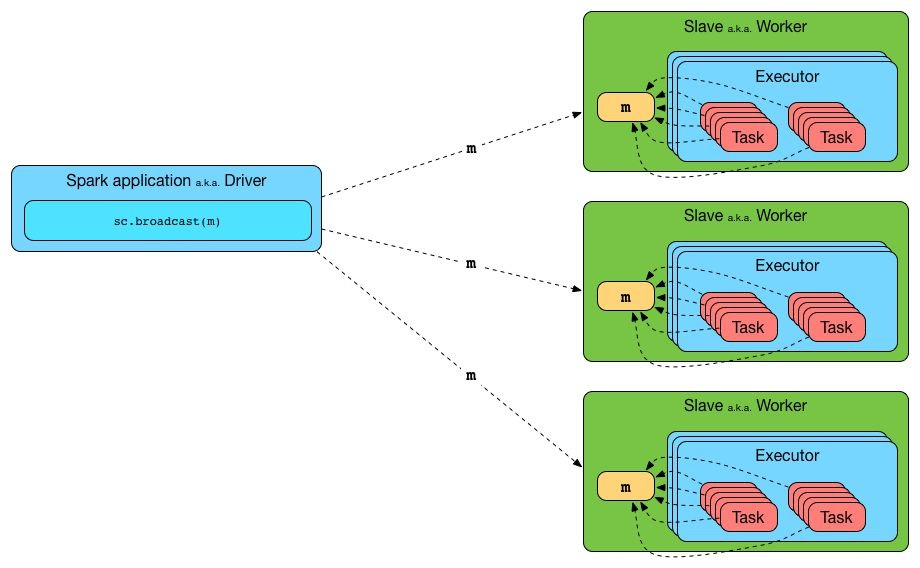 Spark application a.k.a. Driver
sc.broadcast(m)
m
m
m
Slave a.k.a. Worker
Executor
m
Task
Task
Slave a.k.a. Worker
Executor
m
Task
Task
Slave a.k.a. Worker
Executor
m
Task
Task